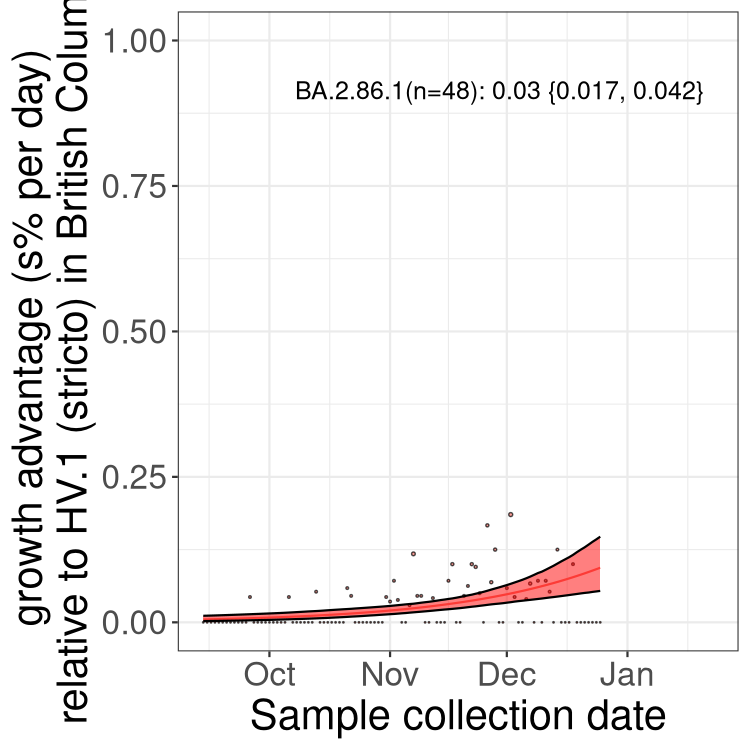 growth advantage (s% per day)
relative to HV.1 (stricto) in British Colum
1.00
0.75
0.50
0.25
0.00
BA.2.86.1(n=48): 0.03 {0.017, 0.042}
Oct Nov Dec Jan
Sample collection date